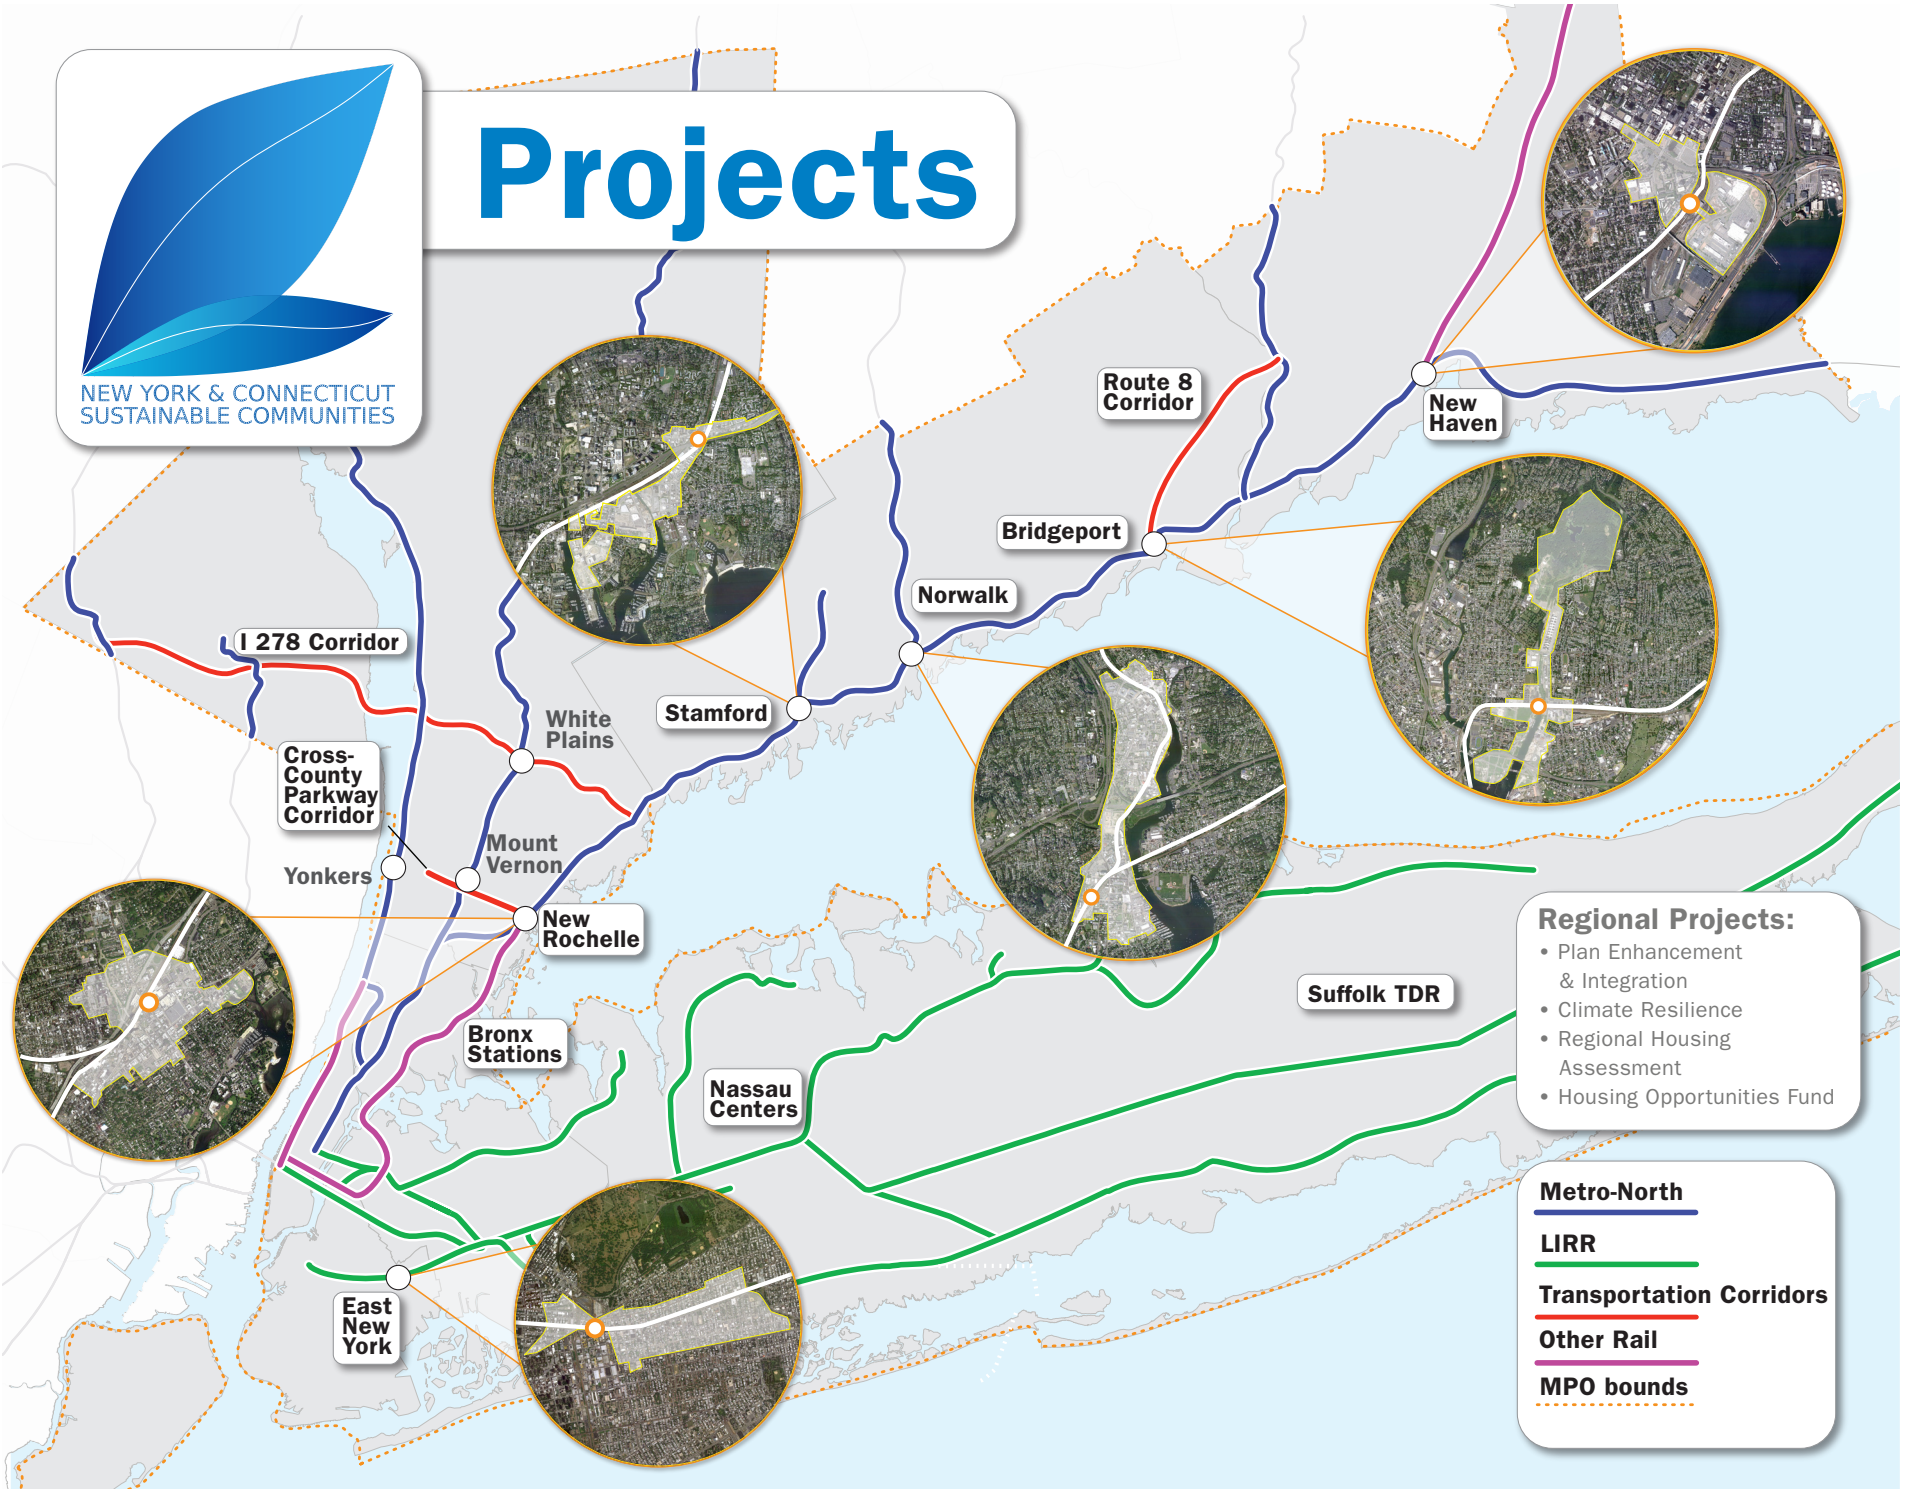 Projects
NEW YORK & CONNECTICUT
SUSTAINABLE COMMUNITIES
Route 8
Corridor
New
Haven
Bridgeport
Norwalk
I 278 Corridor
Stamford
White
Plains
Cross-
County
Parkway
Corridor
Mount
Vernon
Yonkers
New
Rochelle
Bronx
Stations
Nassau
Centers
Suffolk TDR
East
New
York
Regional Projects:
• Plan Enhancement
& Integration
• Climate Resilience
• Regional Housing
Assessment
• Housing Opportunities Fund
Metro-North
LIRR
Transportation Corridors
Other Rail
MPO bounds